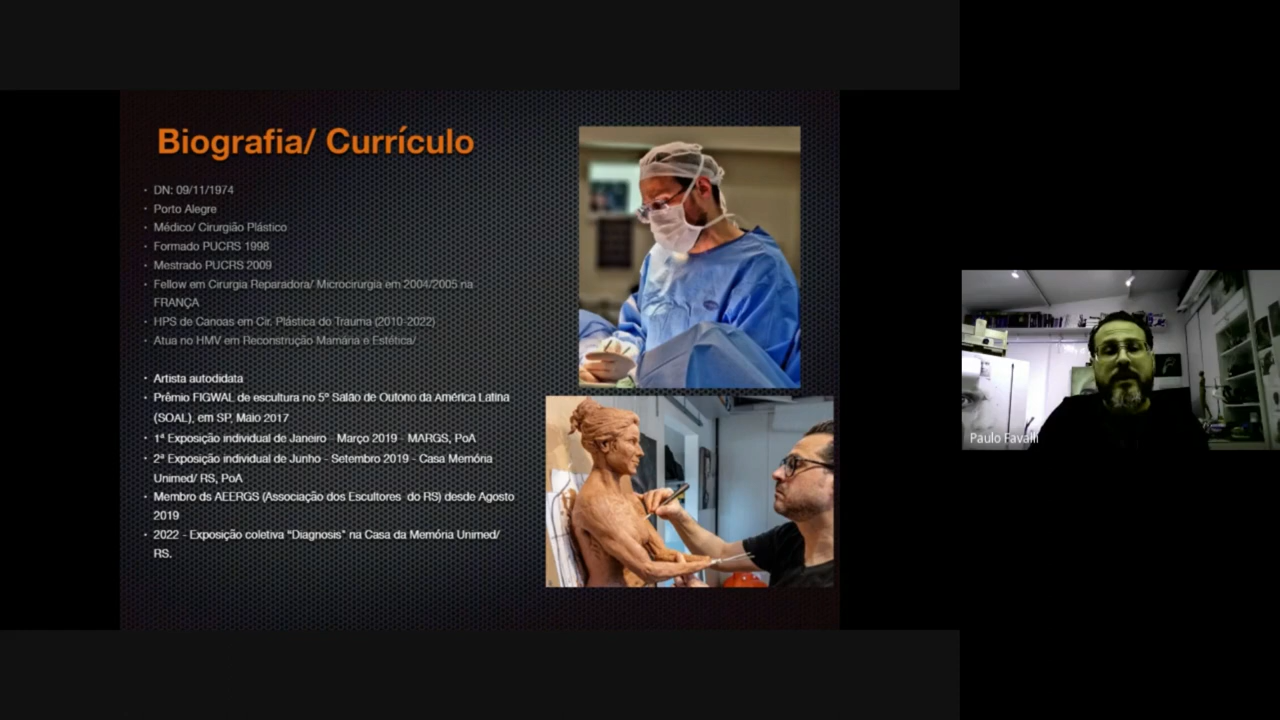 Biografia/ Currículo
• DN: 09/11/1974
• Porto Alegre
• Médico/ Cirurgião Plástico
• Formado PUCRS 1998
• Mestrado PUCRS 2009
• Fellow em Cirurgia Reparadora/ Microcirurgia em 2004/2005 na
FRANÇA
• HPS de Canoas em Cir. Plástica do Trauma (2010-2022)
• Atua no HMV em Reconstrução Mamária e Estética/
• Artista autodidata
• Prêmio FIGWAL de escultura no 5º Salão de Outono da América Latina
(SOAL), em SP, Maio 2017
• 1ª Exposição individual de Janeiro - Março 2019 - MARGS, PoA
• 2ª Exposição individual de Junho - Setembro 2019 - Casa Memória
Unimed/ RS, PoA
• Membro ds AEERGS (Associação dos Escultores do RS) desde Agosto
2019
• 2022 - Exposição coletiva "Diagnosis" na Casa da Memória Unimed/
RS.
Paulo Favalli